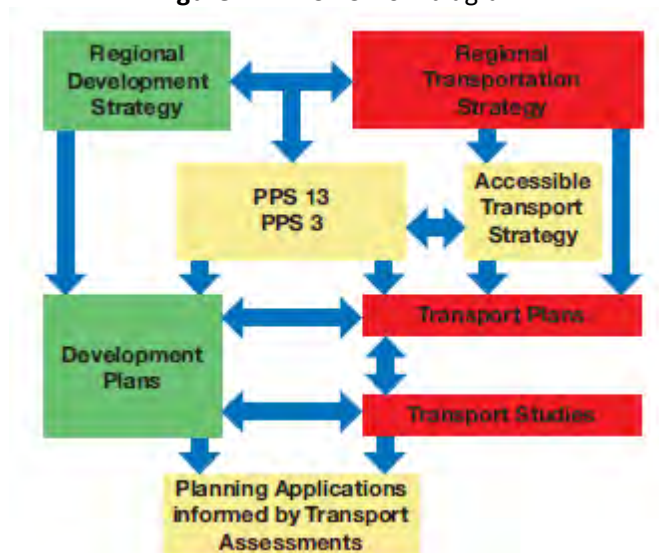 Regional
Development
Strategy
Regional
Transportation
Strategy
PPS 13
PPS 3
Accessible
Transport
Strategy
Development
Plans
Transport Plans
Transport Studies
Planning Applications
informed by Transport
Assessments